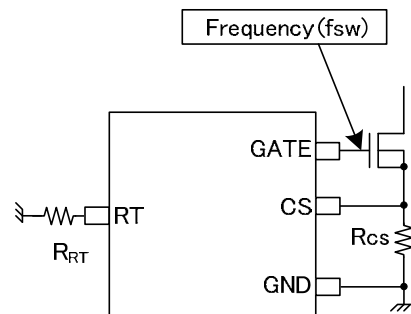 Frequency(fsw)
GATE
CS
RT
RRT
Rcs
GND